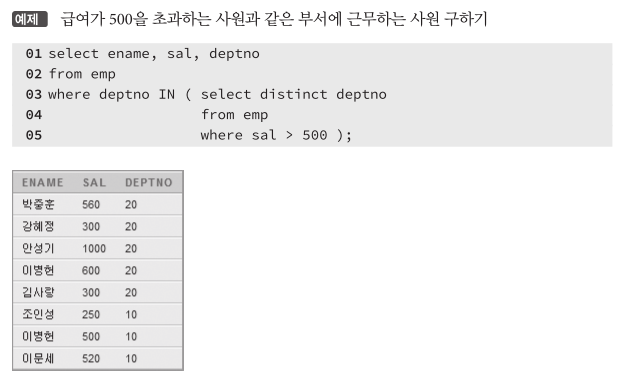 예제 급여가 500을 초과하는 사원과 같은 부서에 근무하는 사원 구하기
01 select ename, sal, deptno
02 from emp
03 where deptno IN ( select distinct deptno
04 from emp
05 where sal > 500 );
ENAME SAL DEPTNO
박중훈 560 20
강혜정 300 20
안성기 1000 20
이병헌 600 20
김사랑 300 20
조인성 250 10
이병헌 500 10
이문세 520 10